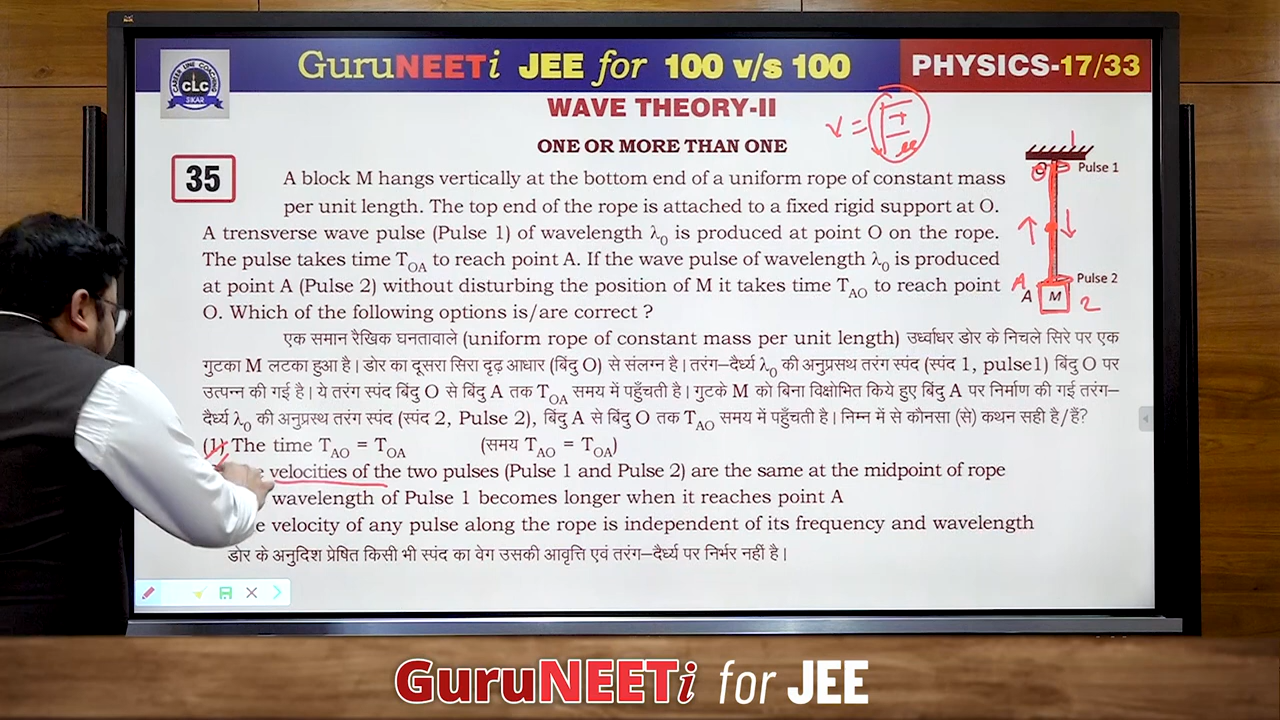 GuruNEETi JEE for 100 v/s 100
PHYSICS-17/33
CAREER LINE COACHING
CLC
SIKAR
WAVE THEORY-II
ONE OR MORE THAN ONE
v = √T/μ
35
A block M hangs vertically at the bottom end of a uniform rope of constant mass
per unit length. The top end of the rope is attached to a fixed rigid support at O.
A trensverse wave pulse (Pulse 1) of wavelength λ0 is produced at point O on the rope.
The pulse takes time TOA to reach point A. If the wave pulse of wavelength λ0 is produced
at point A (Pulse 2) without disturbing the position of M it takes time TAO to reach point
O. Which of the following options is/are correct ?
1
O
Pulse 1
Pulse 2
A
A
M
2
एक समान रैखिक घनतावाले (uniform rope of constant mass per unit length) उर्ध्वाधर डोर के निचले सिरे पर एक
गुटका M लटका हुआ है। डोर का दूसरा सिरा दृढ़ आधार (बिंदु O) से संलग्न है। तरंग-दैर्ध्य λ0 की अनुप्रसथ तरंग स्पंद (स्पंद 1, pulse1) बिंदु O पर
उत्पन्न की गई है। ये तरंग स्पंद बिंदु O से बिंदु A तक TOA समय में पहुँचती है। गुटके M को बिना विक्षोभित किये हुए बिंदु A पर निर्माण की गई तरंग-
दैर्ध्य λ0 की अनुप्रस्थ तरंग स्पंद (स्पंद 2, Pulse 2), बिंदु A से बिंदु O तक TAO समय में पहुँचती है। निम्न में से कौनसा (से) कथन सही है/हैं?
(1) The time TAO = TOA (समय TAO = TOA)
velocities of the two pulses (Pulse 1 and Pulse 2) are the same at the midpoint of rope
wavelength of Pulse 1 becomes longer when it reaches point A
e velocity of any pulse along the rope is independent of its frequency and wavelength
डोर के अनुदिश प्रेषित किसी भी स्पंद का वेग उसकी आवृत्ति एवं तरंग-दैर्ध्य पर निर्भर नहीं है।
GuruNEETi for JEE